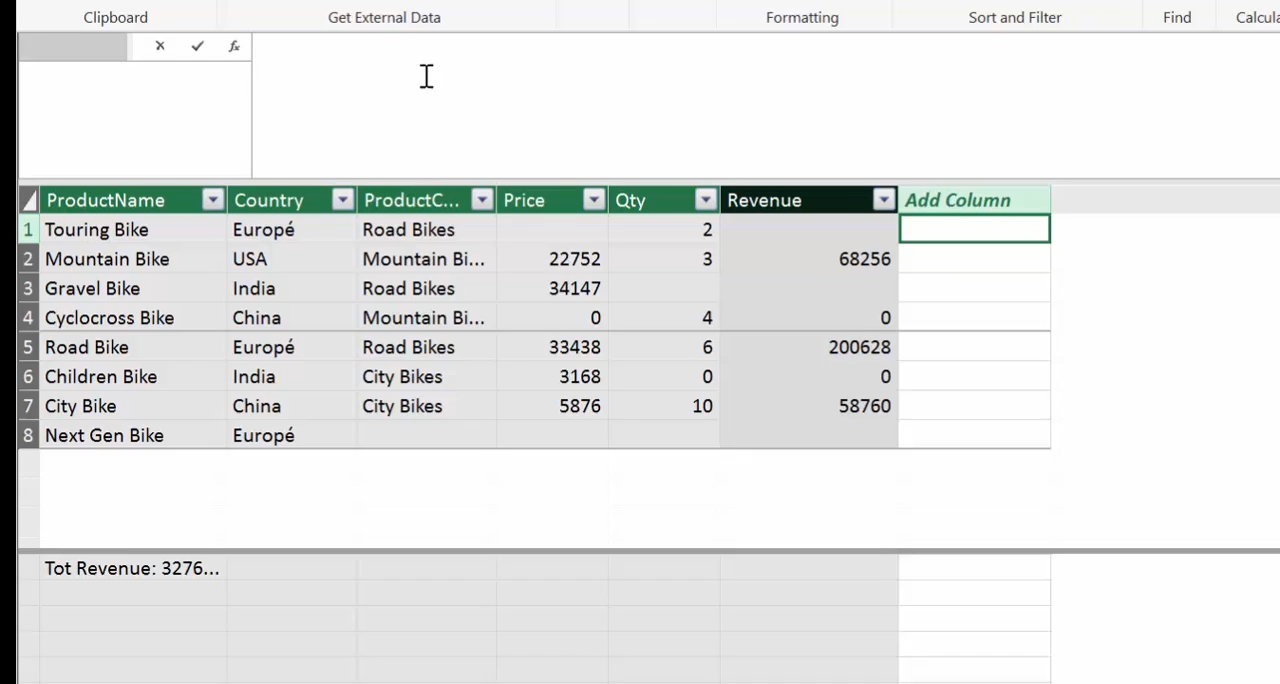 Clipboard Get External Data Formatting Sort and Filter Find Calcula
fx
ProductName Country ProductC... Price Qty Revenue Add Column
1 Touring Bike Europé Road Bikes 2
2 Mountain Bike USA Mountain Bi... 22752 3 68256
3 Gravel Bike India Road Bikes 34147
4 Cyclocross Bike China Mountain Bi... 0 4 0
5 Road Bike Europé Road Bikes 33438 6 200628
6 Children Bike India City Bikes 3168 0 0
7 City Bike China City Bikes 5876 10 58760
8 Next Gen Bike Europé
Tot Revenue: 3276...